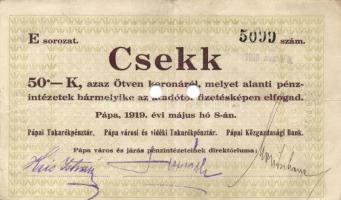 E sorozat. 5099 szám.
Csekk
50·—K, azaz Ötven koronáról, melyet alanti pénz-
intézetek bármelyike az átadótól fizetésképen elfogad.
Pápa, 1919. évi május hó 8-án.
Pápai Takarékpénztár. Pápa városi és vidéki Takarékpénztár. Pápai Közgazdasági Bank.
Pápa város és járás pénzintézeteinek direktóriuma: